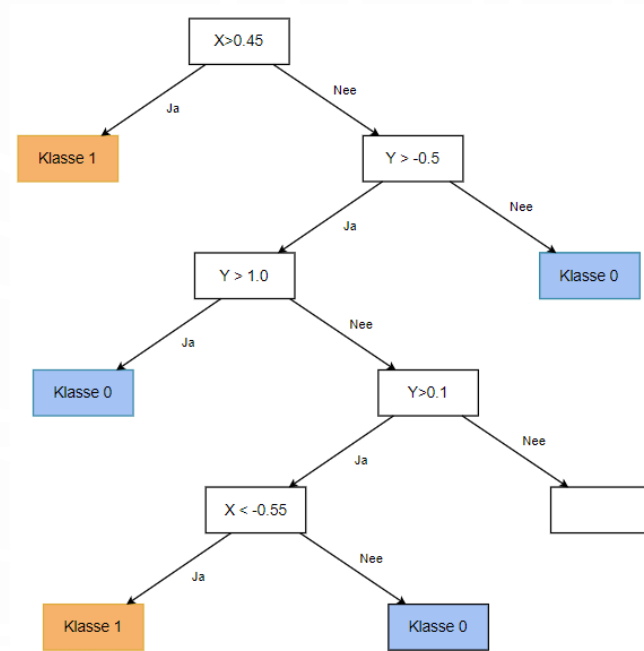 X>0.45
Ja
Nee
Klasse 1
Y > -0.5
Ja
Nee
Y > 1.0
Klasse 0
Ja
Nee
Klasse 0
Y>0.1
Ja
Nee
X < -0.55
Ja
Nee
Klasse 1
Klasse 0